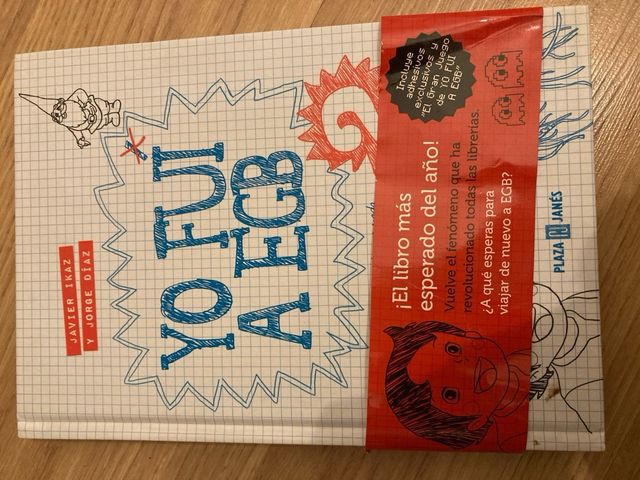 JAVIER IKAZ
Y JORGE DÍAZ
YO FUI
A EGB
Incluye
adhesivos
exclusivos y
"El Gran Juego
de YO FUI
A EGB"
¡El libro más
esperado del año!
Vuelve el fenómeno que ha
revolucionado todas las librerías.
¿A qué esperas para
viajar de nuevo a EGB?
PLAZA JANÉS